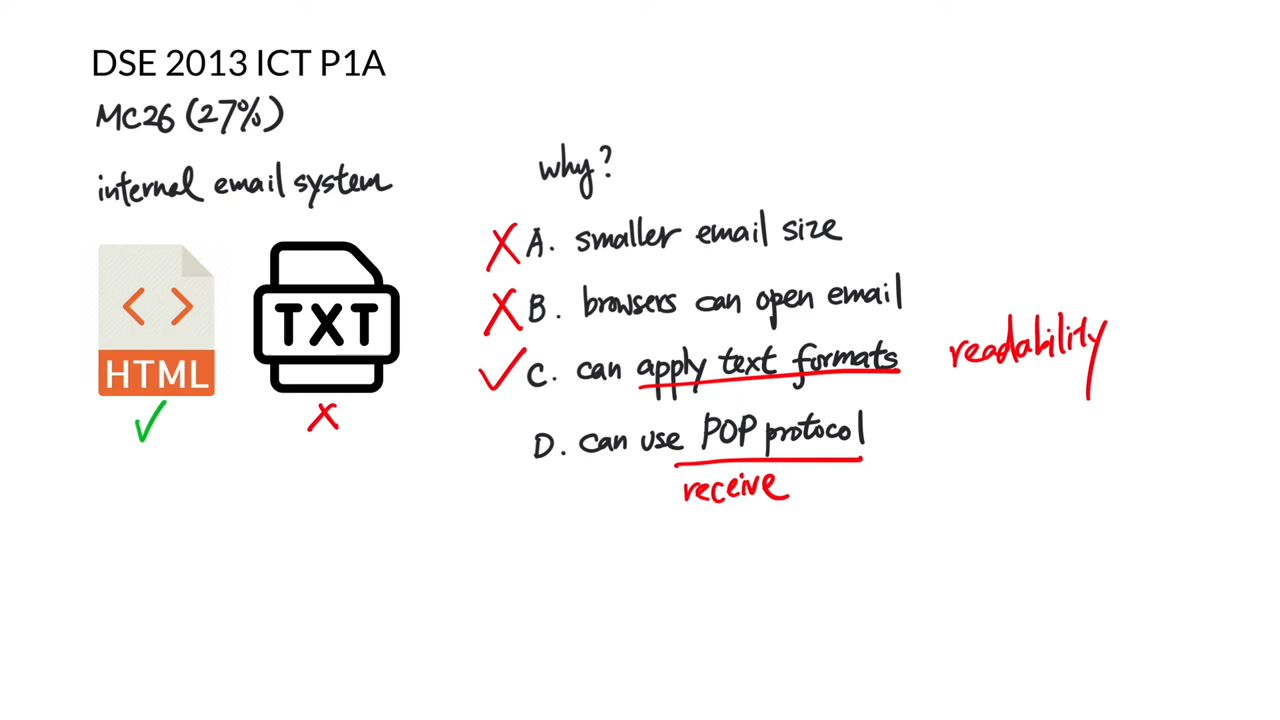 DSE 2013 ICT P1A
MC26 (27%)
internal email system
HTML
TXT
why?
A. smaller email size
B. browsers can open email
C. can apply text formats
readability
D. can use POP protocol
receive